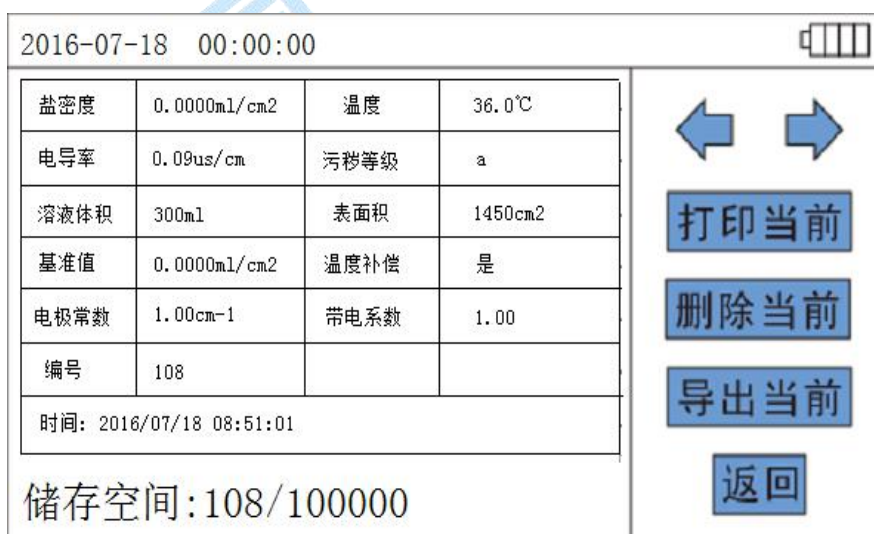 2016-07-18 00:00:00
盐密度 0.0000ml/cm2 温度 36.0℃
电导率 0.09us/cm 污秽等级 a
溶液体积 300ml 表面积 1450cm2
基准值 0.0000ml/cm2 温度补偿 是
电极常数 1.00cm-1 带电系数 1.00
编号 108
时间: 2016/07/18 08:51:01
储存空间:108/100000
打印当前
删除当前
导出当前
返回